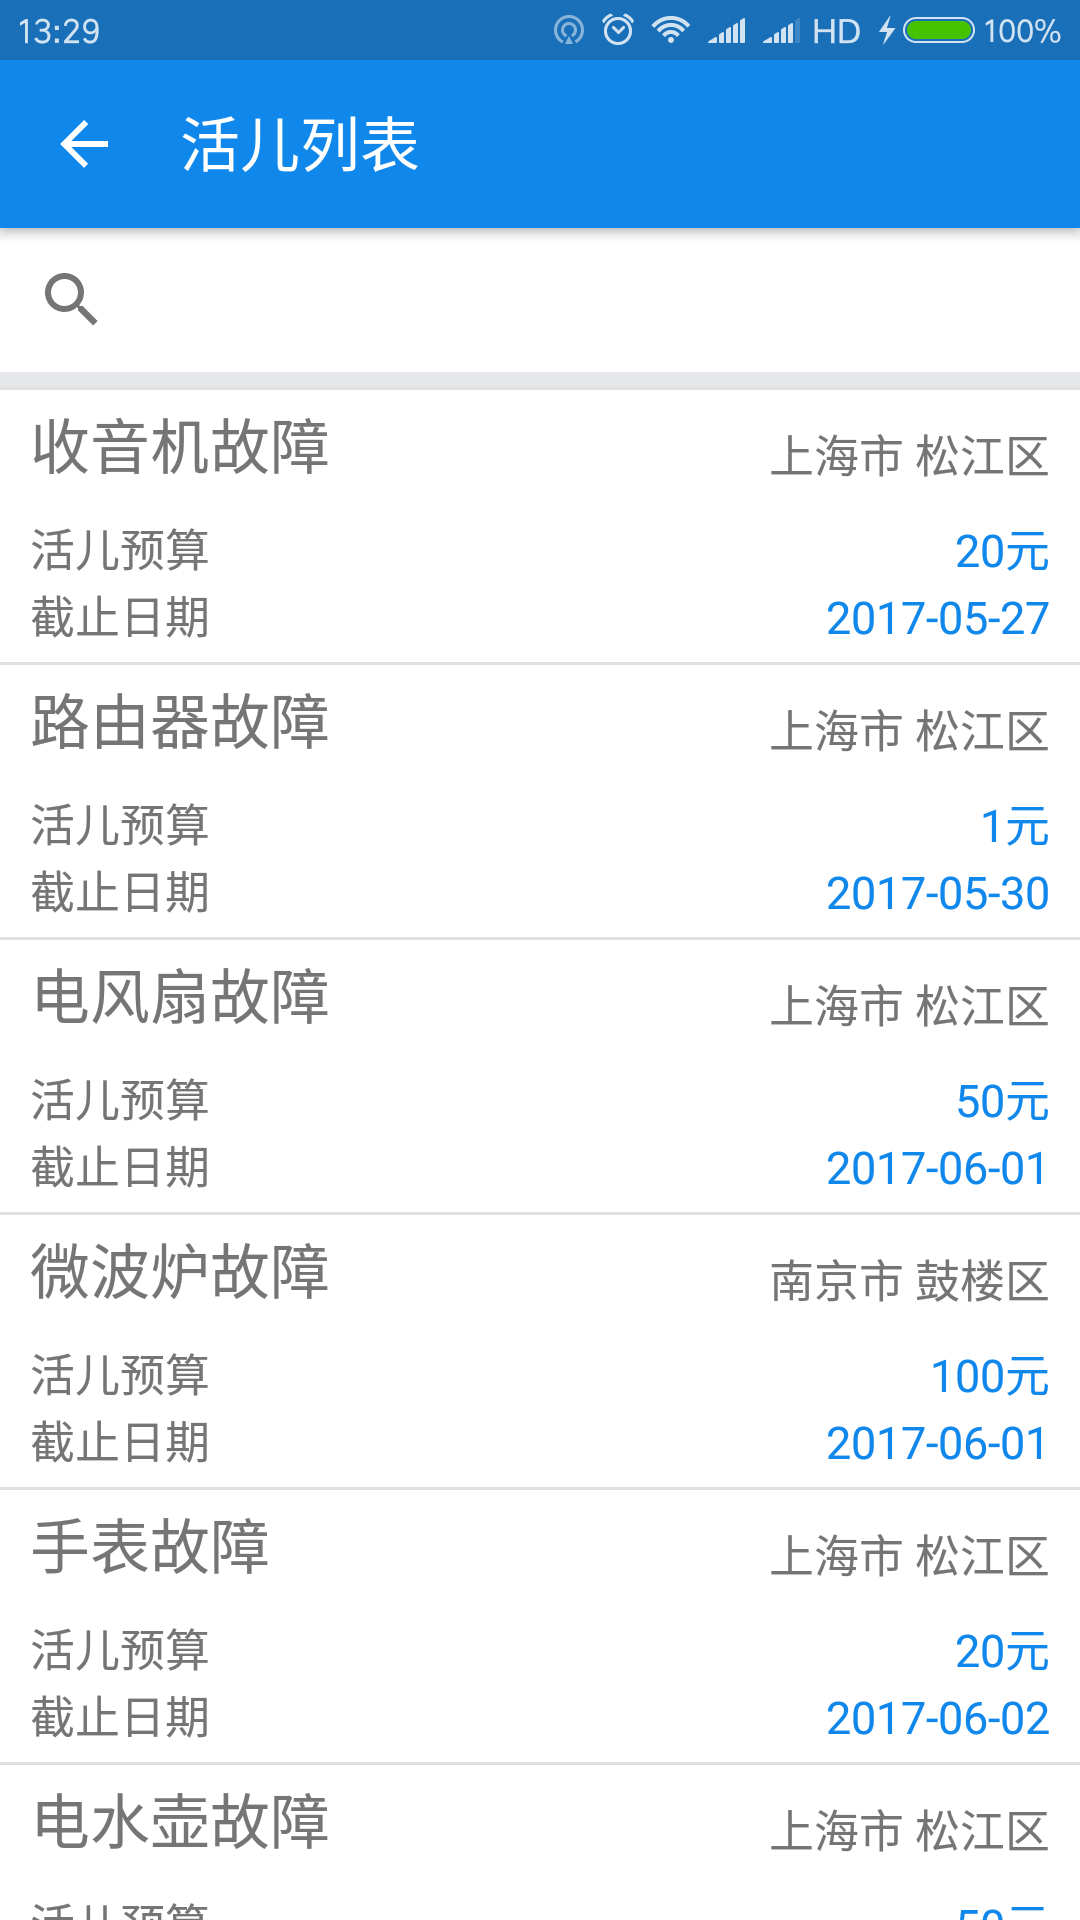 13:29 HD 100%
活儿列表
收音机故障 上海市 松江区
活儿预算 20元
截止日期 2017-05-27
路由器故障 上海市 松江区
活儿预算 1元
截止日期 2017-05-30
电风扇故障 上海市 松江区
活儿预算 50元
截止日期 2017-06-01
微波炉故障 南京市 鼓楼区
活儿预算 100元
截止日期 2017-06-01
手表故障 上海市 松江区
活儿预算 20元
截止日期 2017-06-02
电水壶故障 上海市 松江区
活儿预算 50元